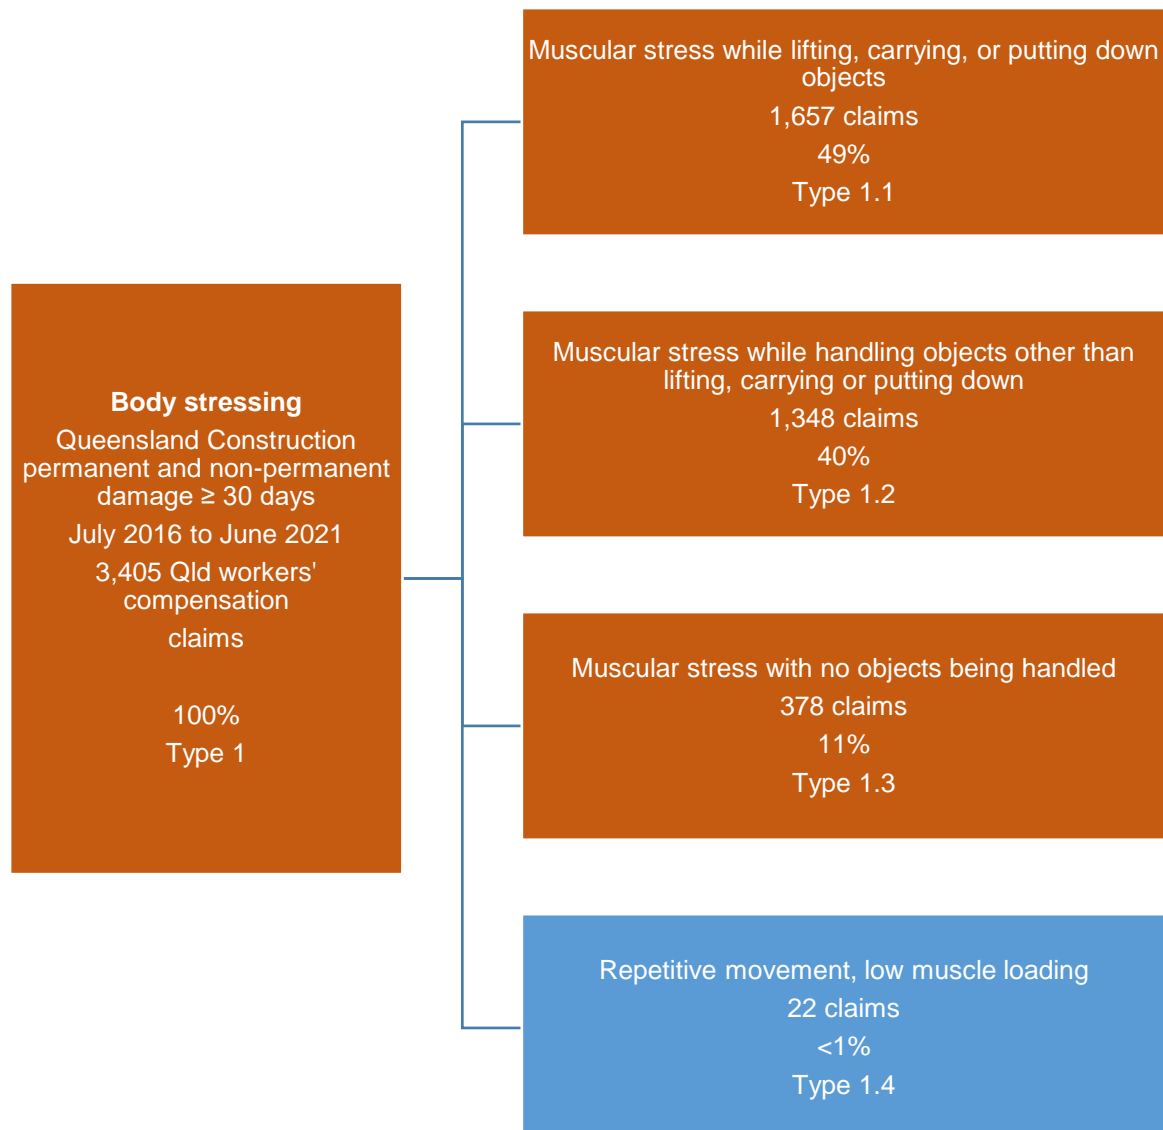 Body stressing
Queensland Construction
permanent and non-permanent
damage ≥ 30 days
July 2016 to June 2021
3,405 Qld workers'
compensation
claims
100%
Type 1
Muscular stress while lifting, carrying, or putting down
objects
1,657 claims
49%
Type 1.1
Muscular stress while handling objects other than
lifting, carrying or putting down
1,348 claims
40%
Type 1.2
Muscular stress with no objects being handled
378 claims
11%
Type 1.3
Repetitive movement, low muscle loading
22 claims
<1%
Type 1.4